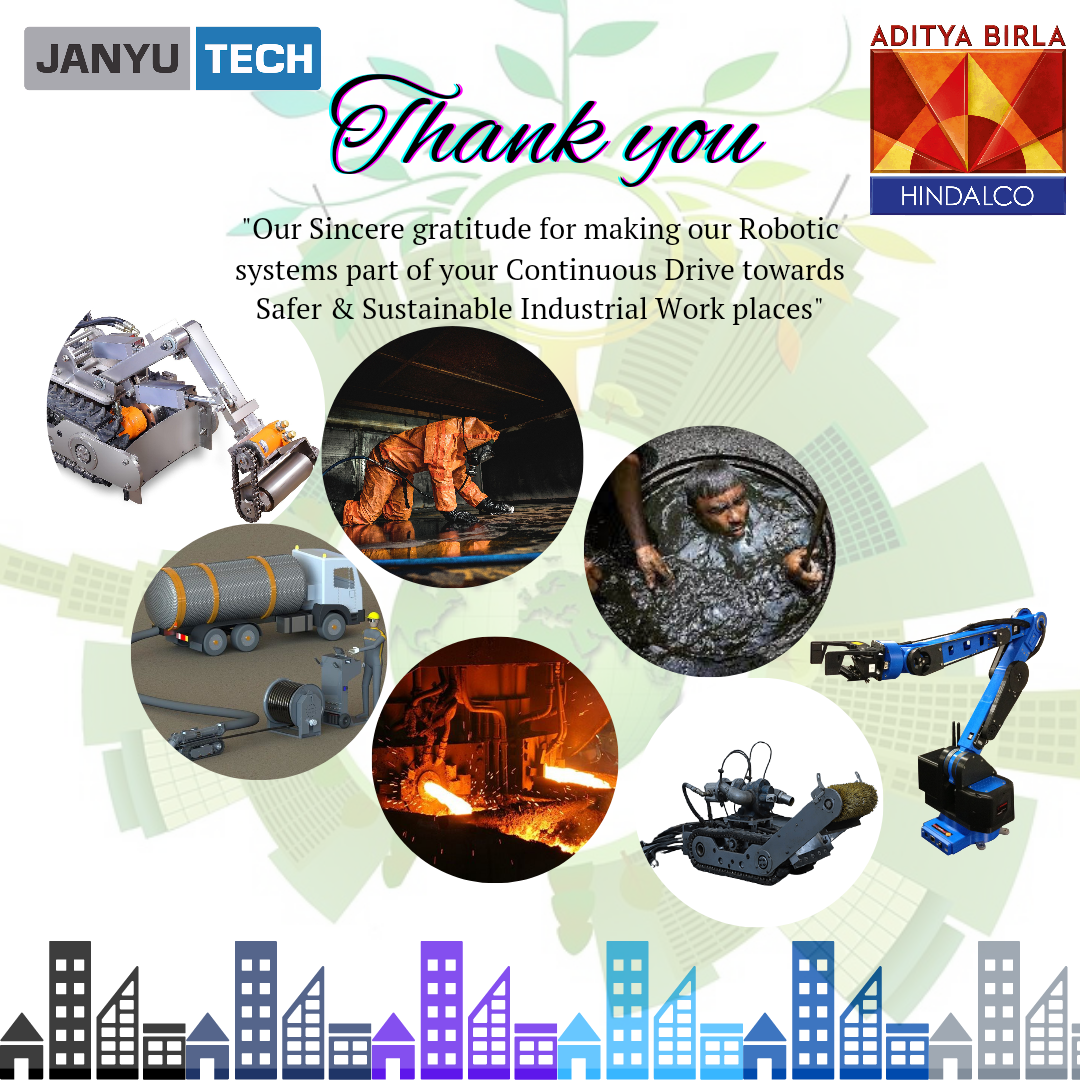 JANYU TECH
ADITYA BIRLA
HINDALCO
Thank you
"Our Sincere gratitude for making our Robotic
systems part of your Continuous Drive towards
Safer & Sustainable Industrial Work places"